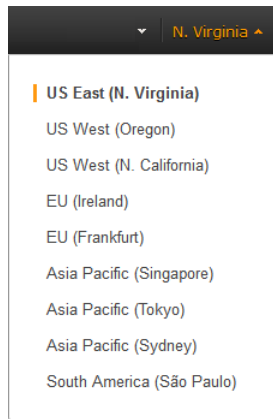 N. Virginia
US East (N. Virginia)
US West (Oregon)
US West (N. California)
EU (Ireland)
EU (Frankfurt)
Asia Pacific (Singapore)
Asia Pacific (Tokyo)
Asia Pacific (Sydney)
South America (São Paulo)